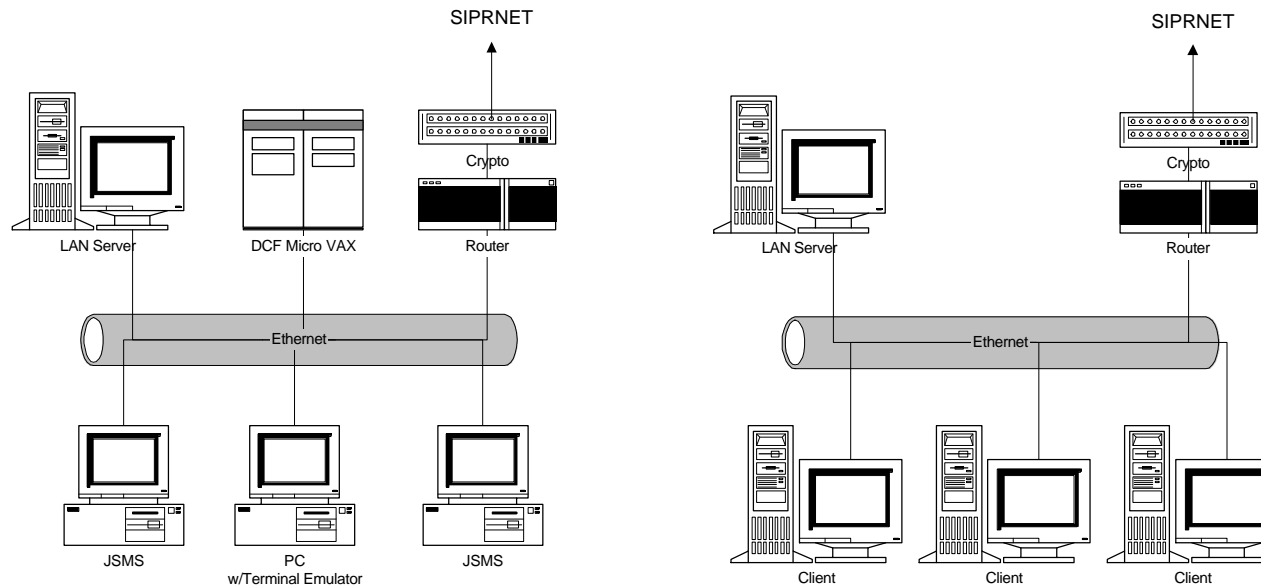 SIPRNET
Crypto
LAN Server
DCF Micro VAX
Router
Ethernet
JSMS
PC
w/Terminal Emulator
JSMS
SIPRNET
Crypto
LAN Server
Router
Ethernet
Client
Client
Client